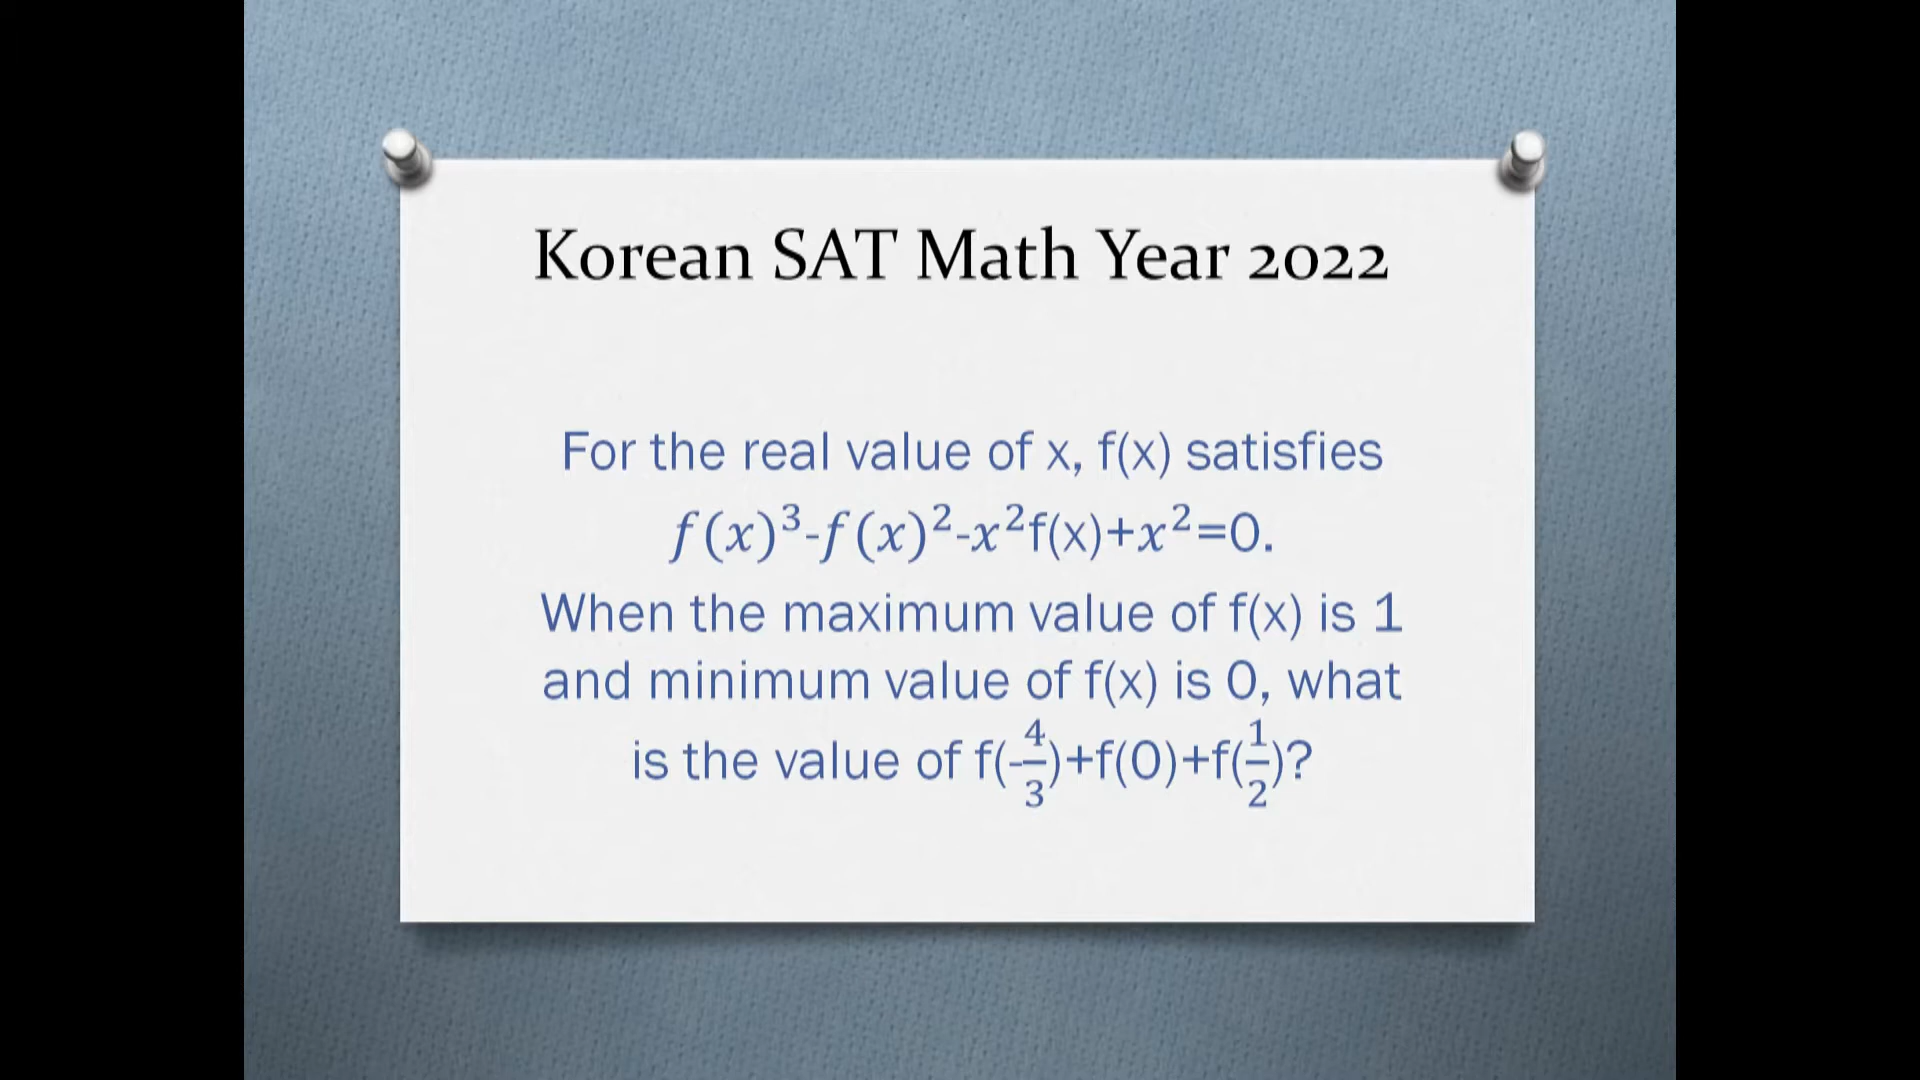 Korean SAT Math Year 2022
For the real value of x, f(x) satisfies
𝑓(𝑥)³-𝑓(𝑥)²-𝑥²f(x)+𝑥²=0.
When the maximum value of f(x) is 1
and minimum value of f(x) is 0, what
is the value of f(-4/3)+f(0)+f(1/2)?